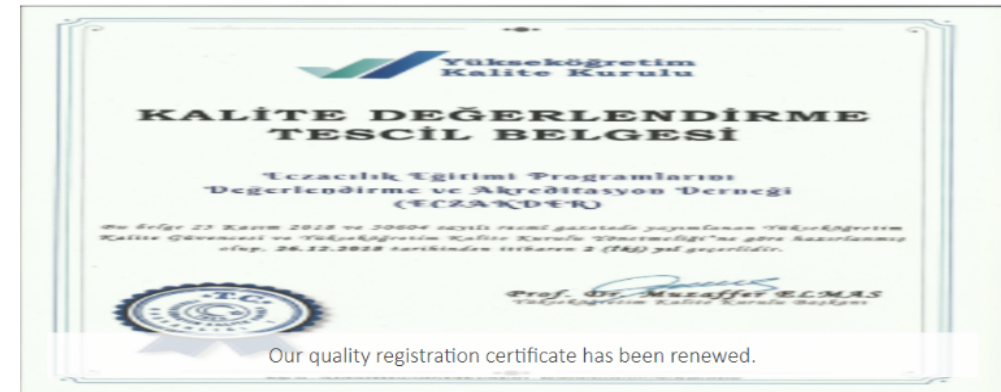 Yükseköğretim
Kalite Kurulu
KALİTE DEĞERLENDİRME
TESCİL BELGESİ
Eczacılık Eğitimi Programlarını
Değerlendirme ve Akreditasyon Derneği
(ECZAKDER)
Bu belge 23 Kasım 2018 ve 30604 sayılı resmi gazetede yayımlanan Yükseköğretim
Kalite Güvencesi ve Yükseköğretim Kalite Kurulu Yönetmeliği'ne göre hazırlanmış
olup, 26.12.2018 tarihinden itibaren 2 (İki) yıl geçerlidir.
Prof. Dr. Muzaffer ELMAS
Yükseköğretim Kalite Kurulu Başkanı
T.C.
Our quality registration certificate has been renewed.